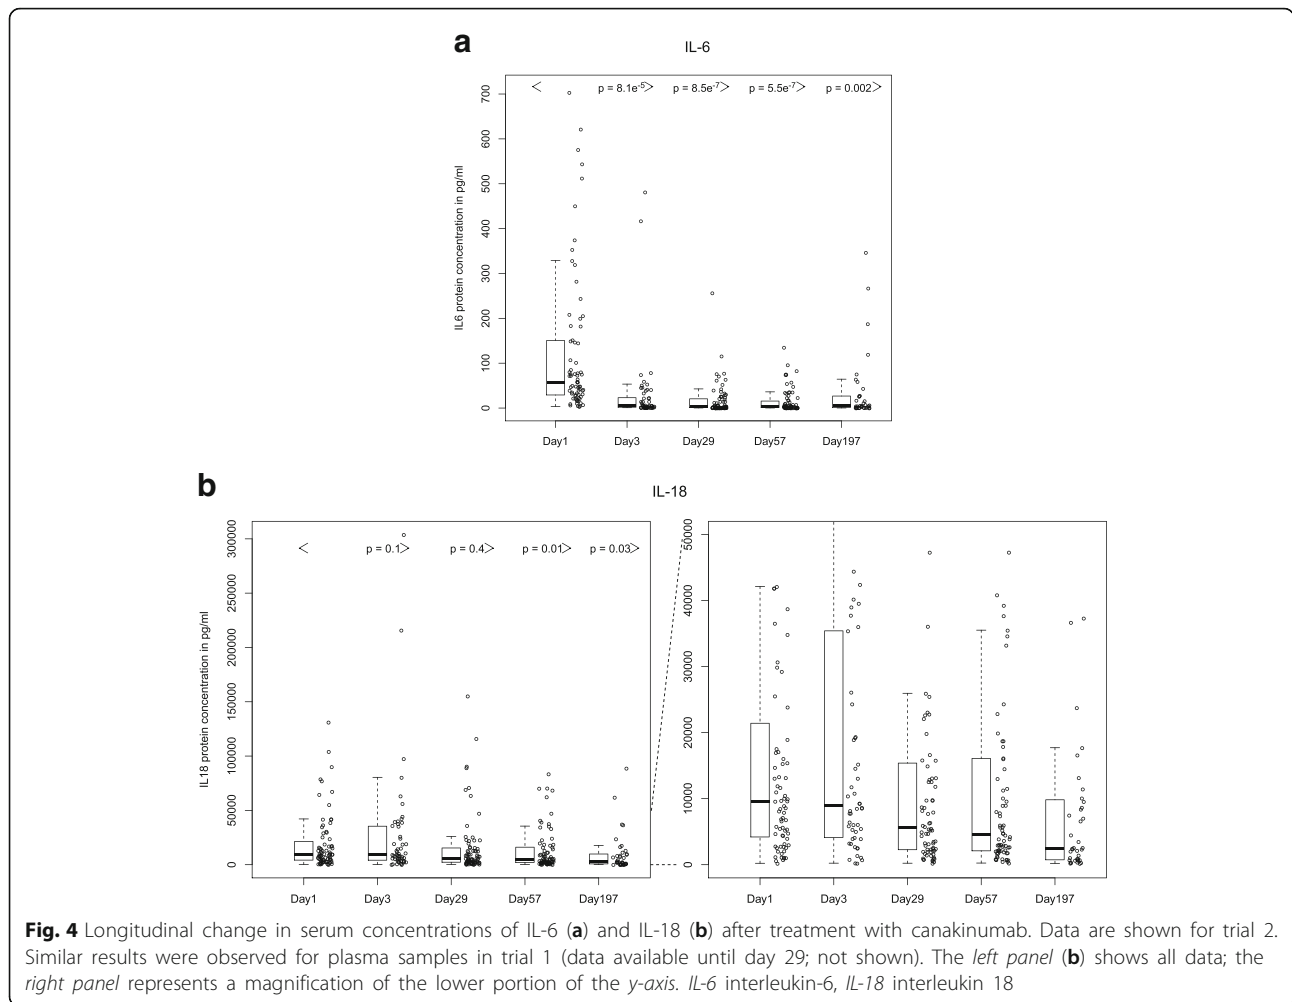 a
IL-6
< p = 8.1e-5> p = 8.5e-7> p = 5.5e-7> p = 0.002>
IL6 protein concentration in pg/ml
700
600
500
400
300
200
100
0
Day1 Day3 Day29 Day57 Day197
b
IL-18
< p = 0.1> p = 0.4> p = 0.01> p = 0.03>
IL18 protein concentration in pg/ml
300000
250000
200000
150000
100000
50000
0
Day1 Day3 Day29 Day57 Day197
50000
40000
30000
20000
10000
0
Day1 Day3 Day29 Day57 Day197
Fig. 4 Longitudinal change in serum concentrations of IL-6 (a) and IL-18 (b) after treatment with canakinumab. Data are shown for trial 2.
Similar results were observed for plasma samples in trial 1 (data available until day 29; not shown). The left panel (b) shows all data; the
right panel represents a magnification of the lower portion of the y-axis. IL-6 interleukin-6, IL-18 interleukin 18